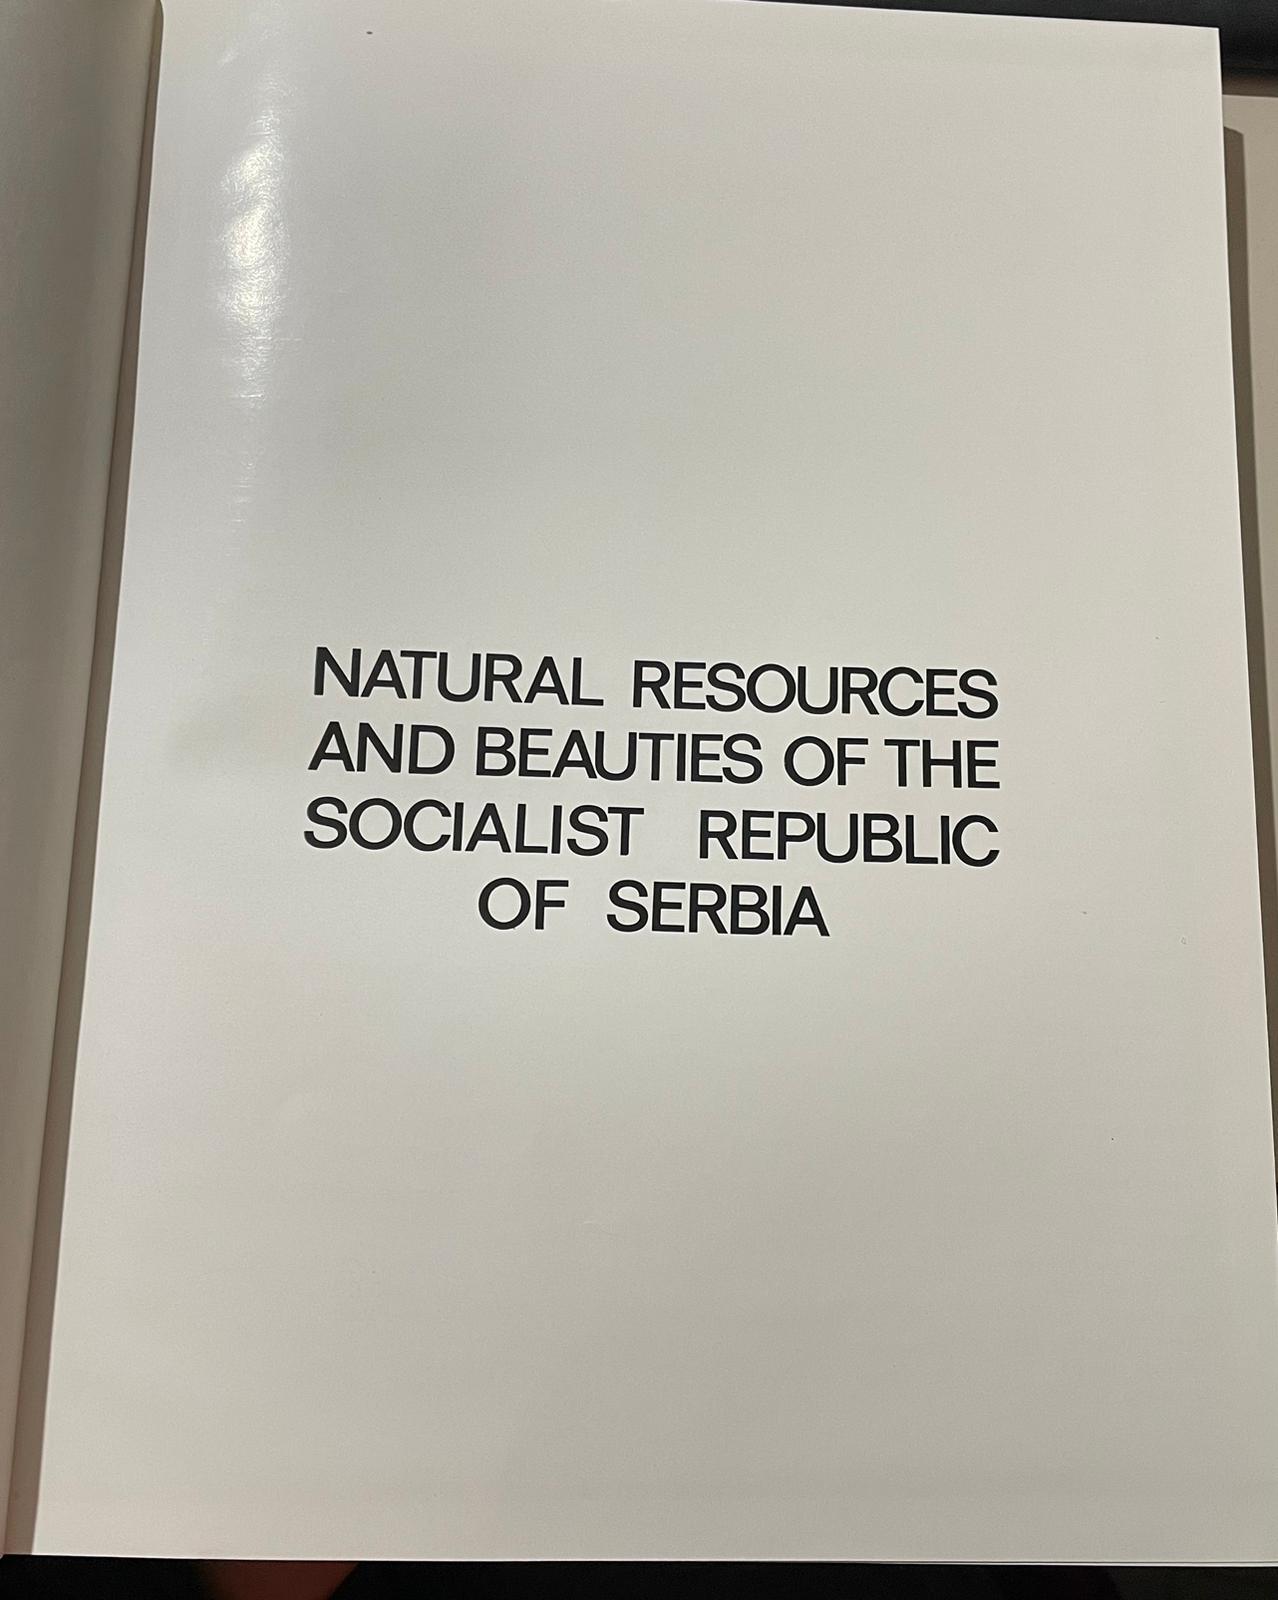 NATURAL RESOURCES
AND BEAUTIES OF THE
SOCIALIST REPUBLIC
OF SERBIA